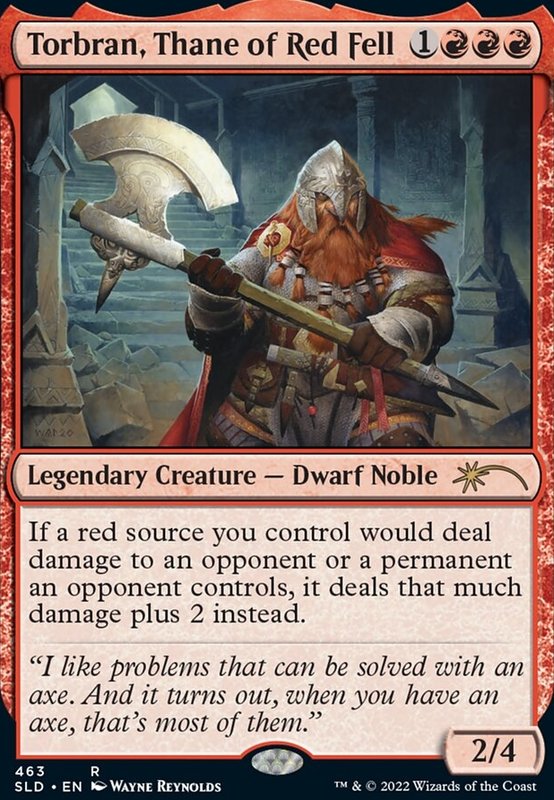 Torbran, Thane of Red Fell 1
Legendary Creature — Dwarf Noble
If a red source you control would deal
damage to an opponent or a permanent
an opponent controls, it deals that much
damage plus 2 instead.
“I like problems that can be solved with an
axe. And it turns out, when you have an
axe, that’s most of them.”
2/4
463 R
SLD • EN Wayne Reynolds
™ & © 2022 Wizards of the Coast